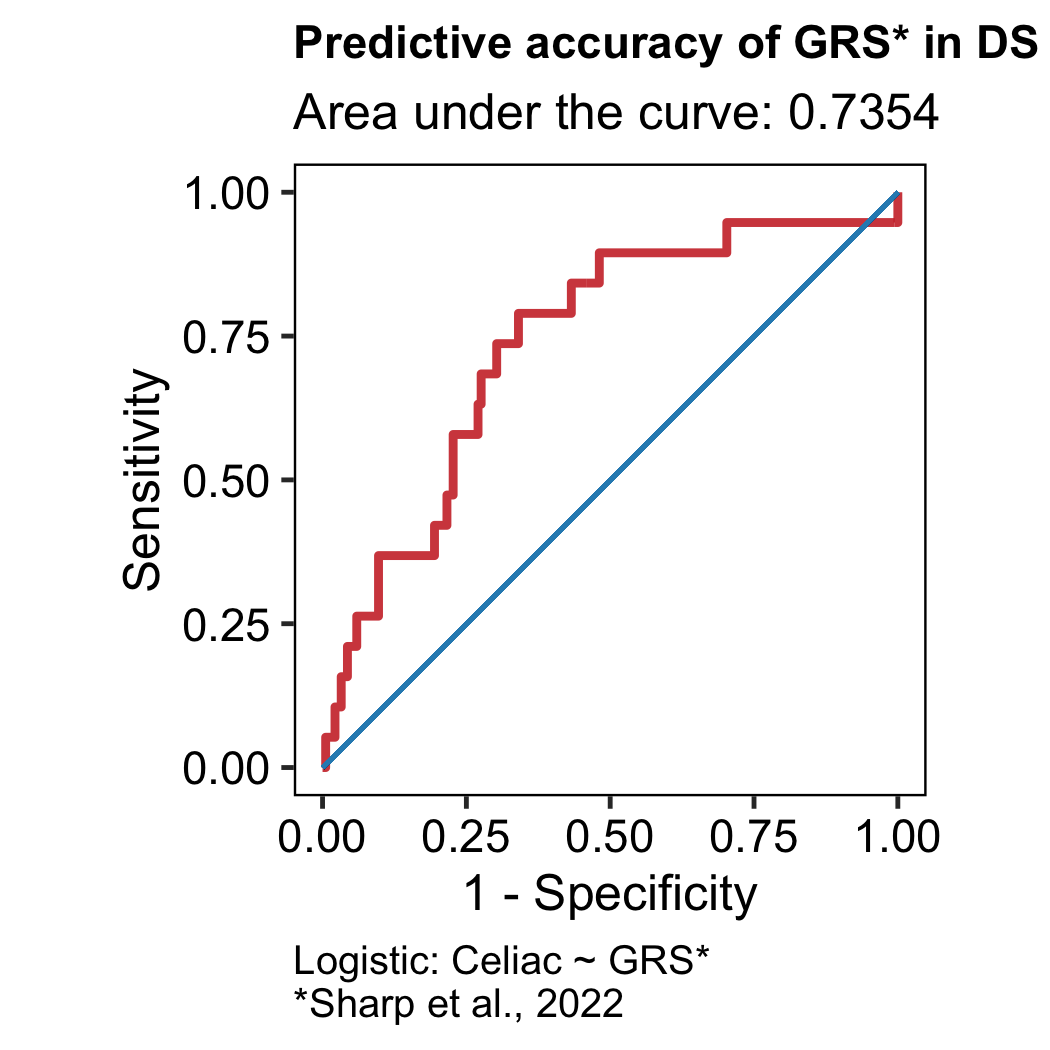 Predictive accuracy of GRS* in DS
Area under the curve: 0.7354
1.00
0.75
0.50
0.25
0.00
Sensitivity
0.00 0.25 0.50 0.75 1.00
1 - Specificity
Logistic: Celiac ~ GRS*
*Sharp et al., 2022